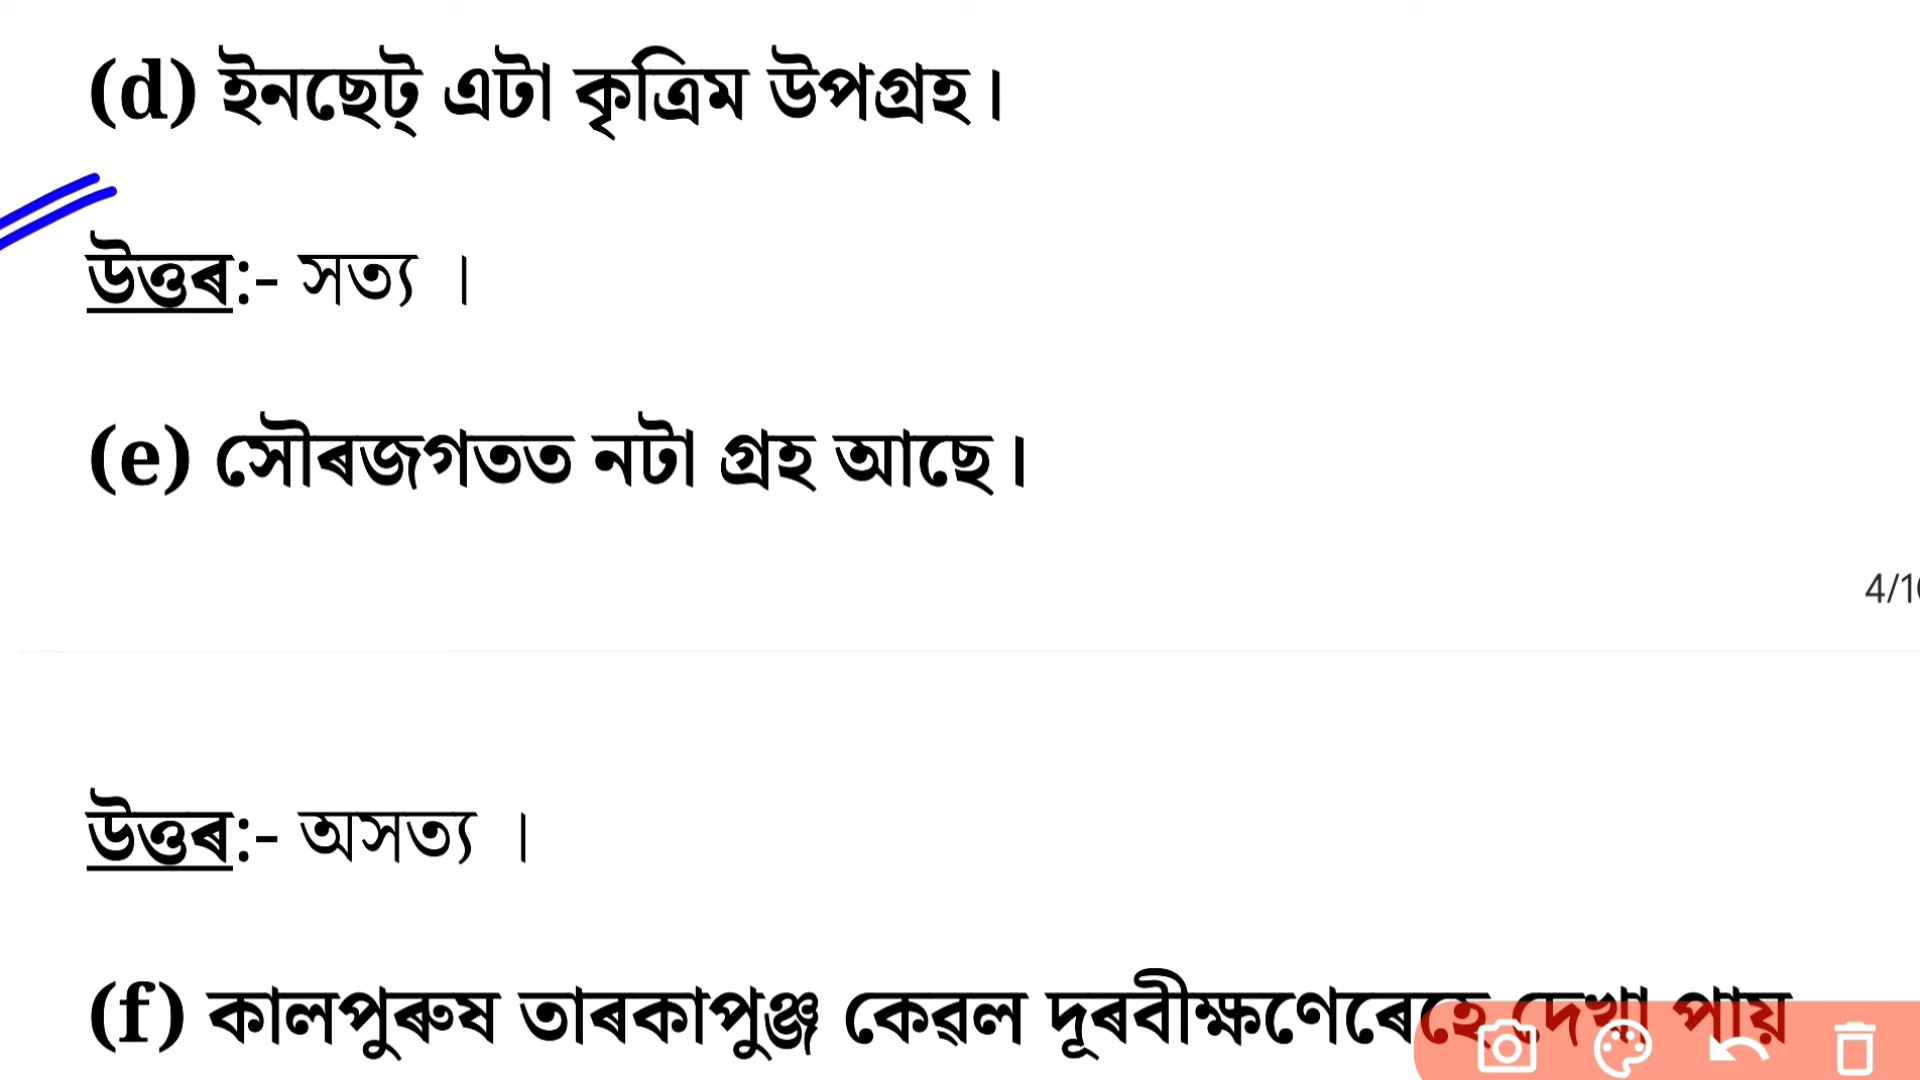 (d) ইনছেট্ এটা কৃত্ৰিম উপগ্ৰহ।
উত্তৰ:- সত্য ।
(e) সৌৰজগতত নটা গ্ৰহ আছে।
4/1
উত্তৰ:- অসত্য ।
(f) কালপুৰুষ তাৰকাপুঞ্জ কেৱল দূৰবীক্ষণেৰেহে দেখা পায়